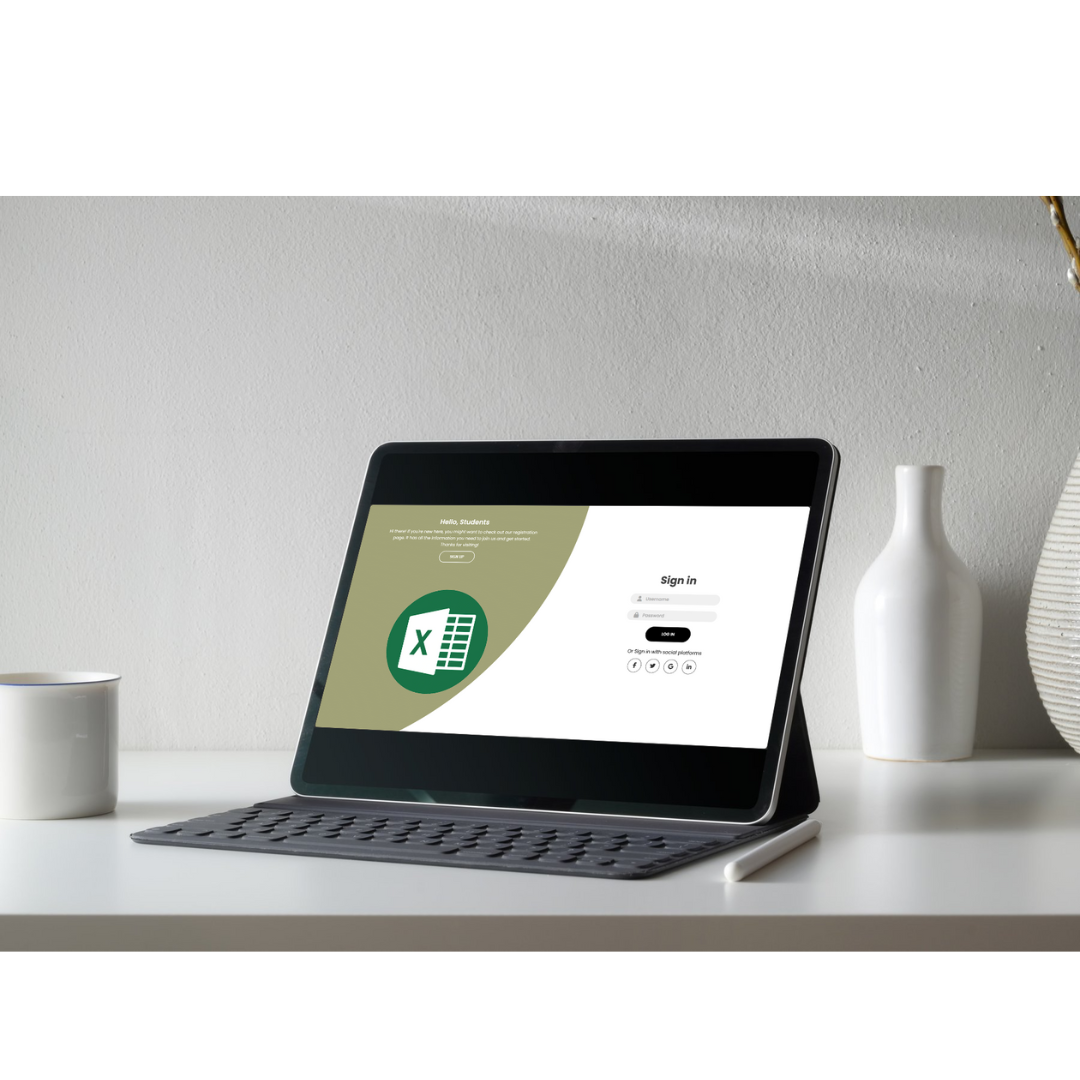 Hello, Students
Hi there! If you're new here, you might want to check out our registration
page. It has all the information you need to join us and get started.
Thanks for visiting!
SIGN UP
X
Sign in
Username
Password
LOG IN
Or Sign in with social platforms
f
G
in